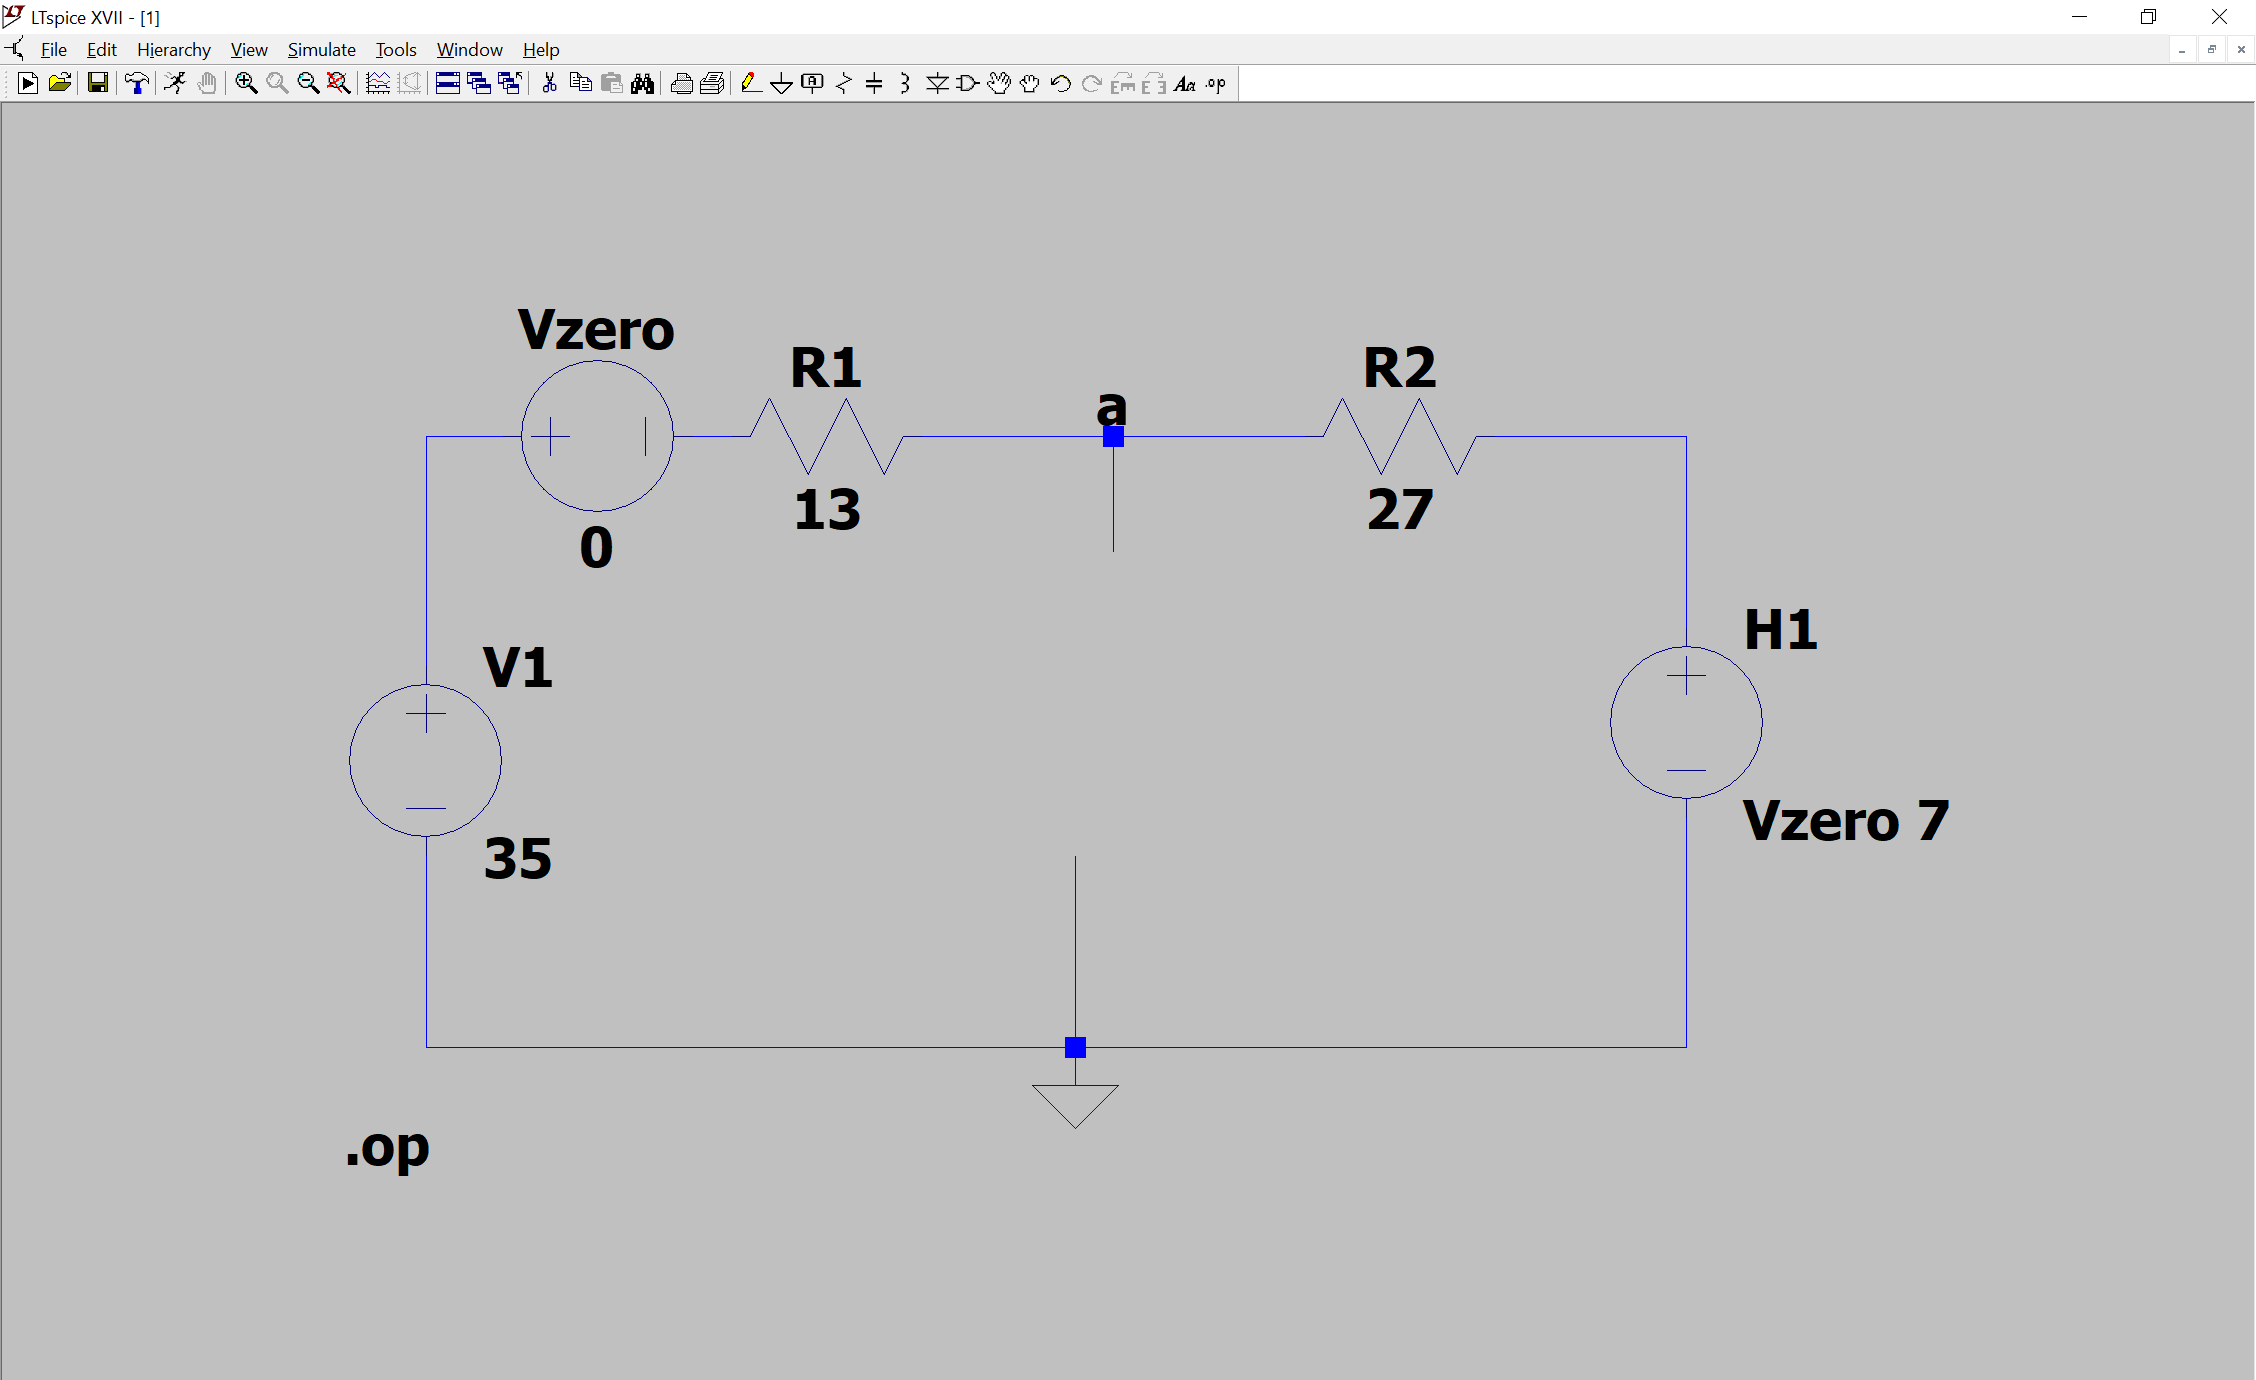 LTspice XVII - [1]
File Edit Hierarchy View Simulate Tools Window Help
.op
Vzero
R1
R2
a
13
27
0
H1
V1
Vzero 7
35
.op